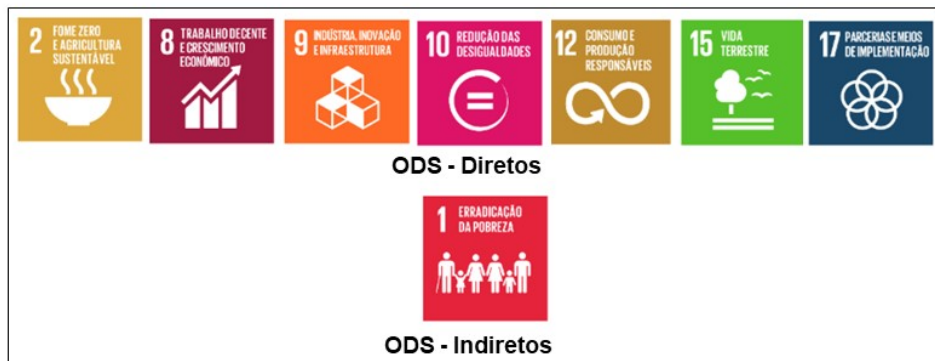 2 FOME ZERO
E AGRICULTURA
SUSTENTÁVEL
8 TRABALHO DECENTE
E CRESCIMENTO
ECONÔMICO
9 INDÚSTRIA, INOVAÇÃO
E INFRAESTRUTURA
10 REDUÇÃO DAS
DESIGUALDADES
12 CONSUMO E
PRODUÇÃO
RESPONSÁVEIS
15 VIDA
TERRESTRE
17 PARCERIAS E MEIOS
DE IMPLEMENTAÇÃO
ODS - Diretos
1 ERRADICAÇÃO
DA POBREZA
ODS - Indiretos